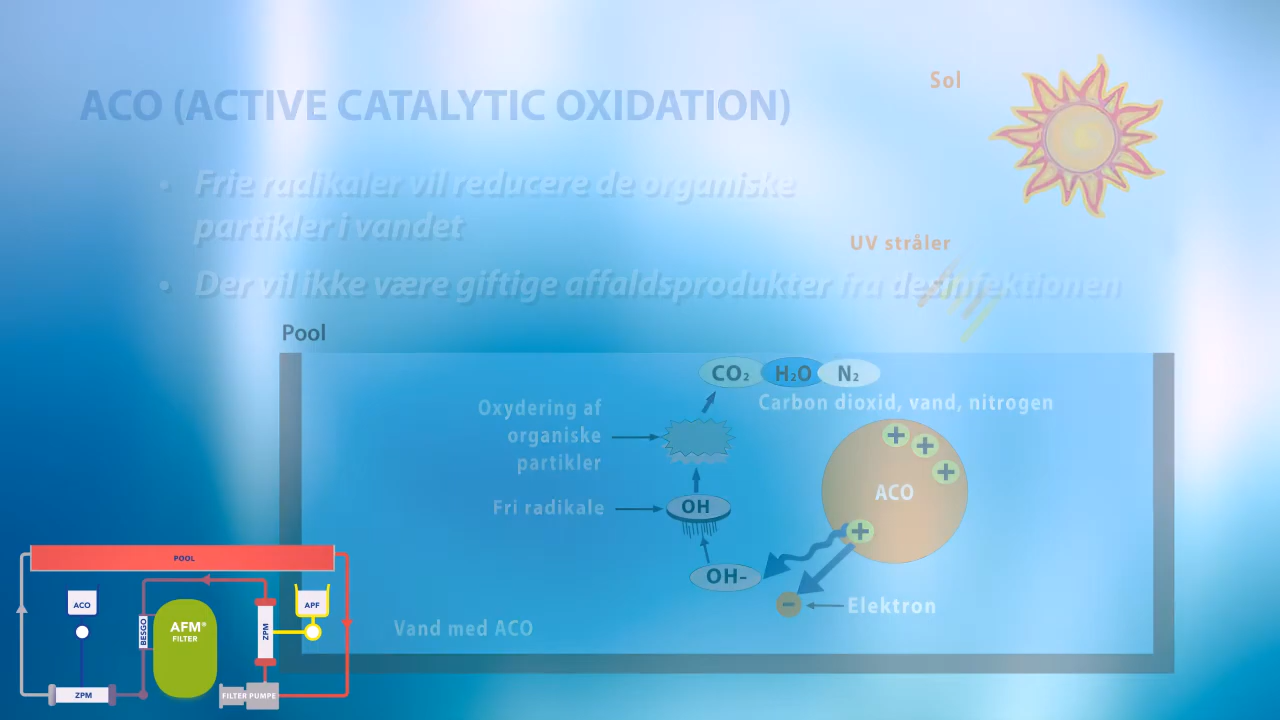 Sol
ACO (ACTIVE CATALYTIC OXIDATION)
• Frie radikaler vil reducere de organiske
partikler i vandet
UV stråler
• Der vil ikke være giftige affaldsprodukter fra desinfektionen
Pool
CO₂ H₂O N₂
Carbon dioxid, vand, nitrogen
Oxydering af
organiske
partikler
ACO
Fri radikale
OH
OH-
Elektron
Vand med ACO
POOL
ACO
APF
BESGO
AFM®
FILTER
ZPM
ZPM
FILTER PUMPE